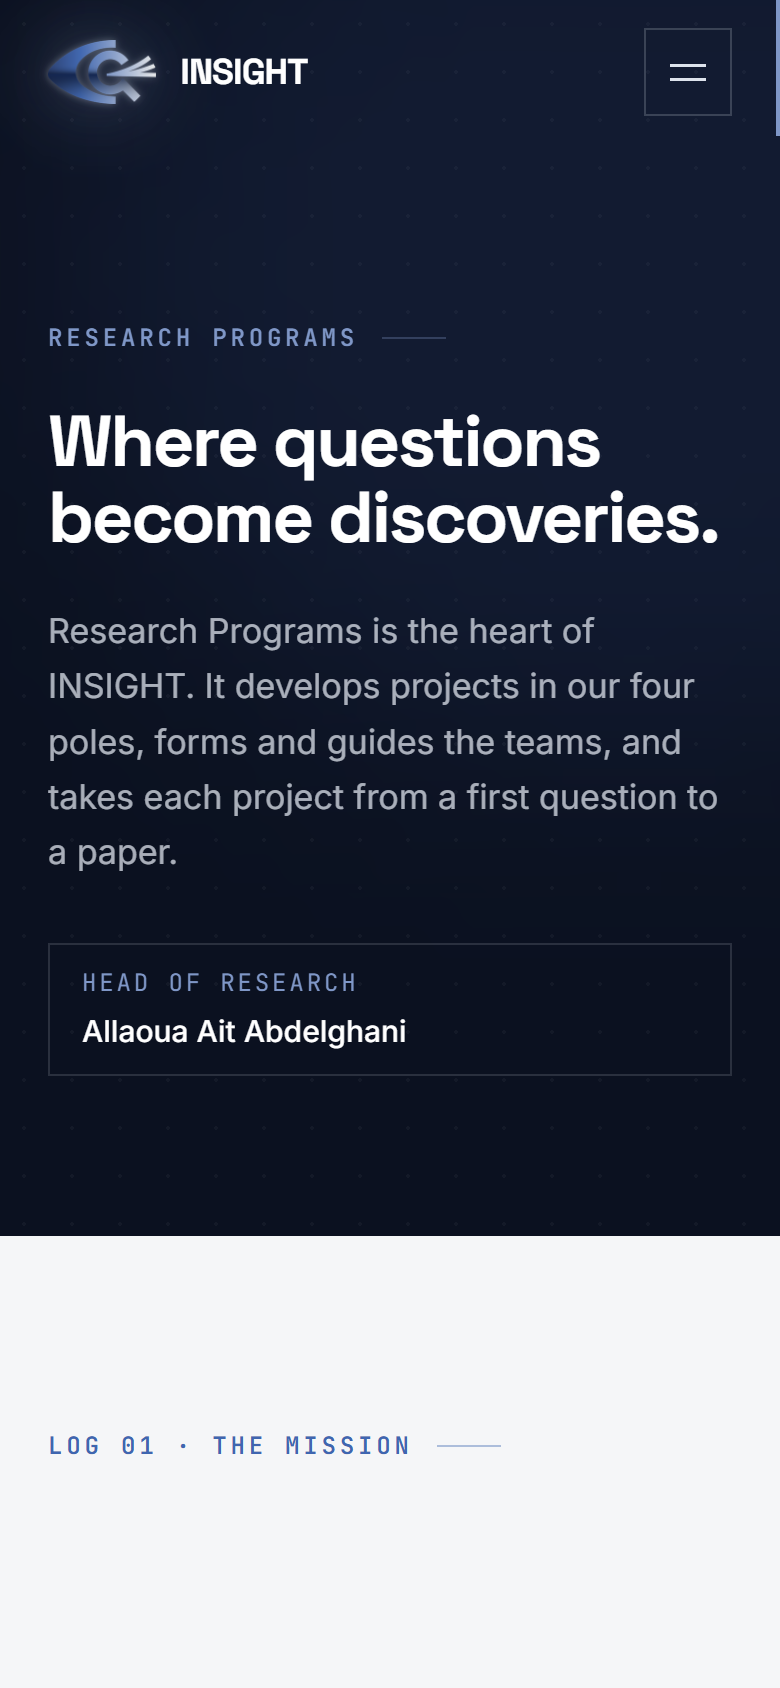 INSIGHT
RESEARCH PROGRAMS
Where questions
become discoveries.
Research Programs is the heart of
INSIGHT. It develops projects in our four
poles, forms and guides the teams, and
takes each project from a first question to
a paper.
HEAD OF RESEARCH
Allaoua Ait Abdelghani
LOG 01 · THE MISSION